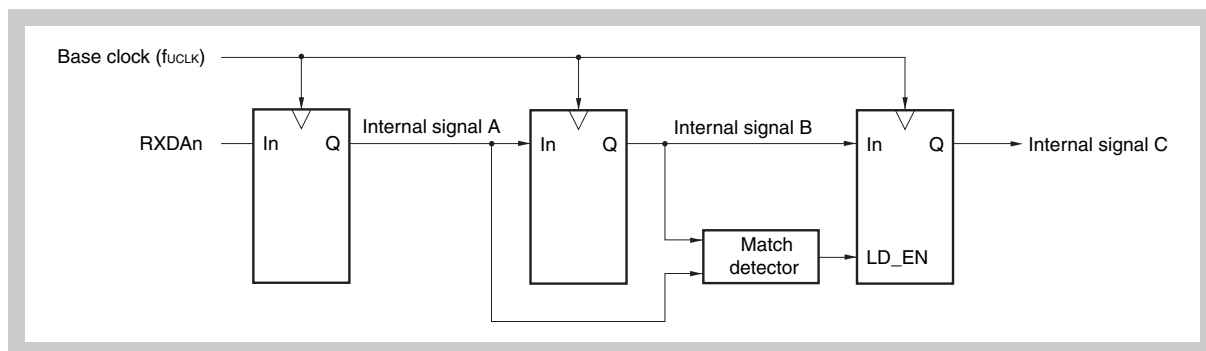 Base clock (fUCLK)
RXDAn
In
Q
Internal signal A
In
Q
Internal signal B
In
Q
Internal signal C
LD_EN
Match
detector